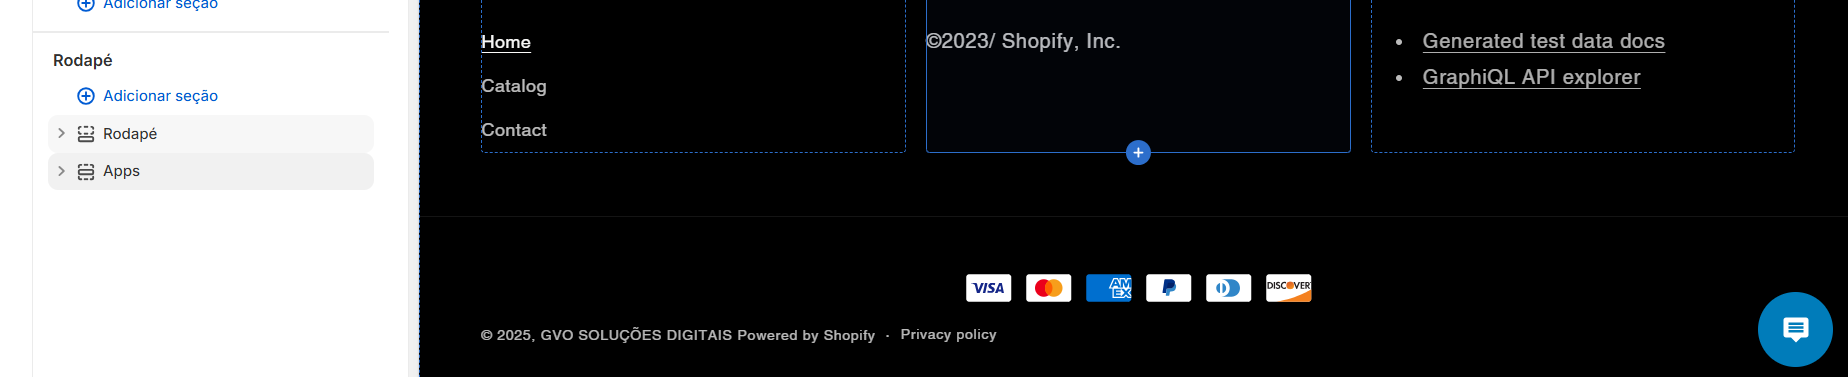 Adicionar seção
Rodapé
Adicionar seção
Rodapé
Apps
Home
Catalog
Contact
©2023/ Shopify, Inc.
Generated test data docs
GraphiQL API explorer
VISA
AM
EX
DISCOVER
© 2025, GVO SOLUÇÕES DIGITAIS Powered by Shopify · Privacy policy